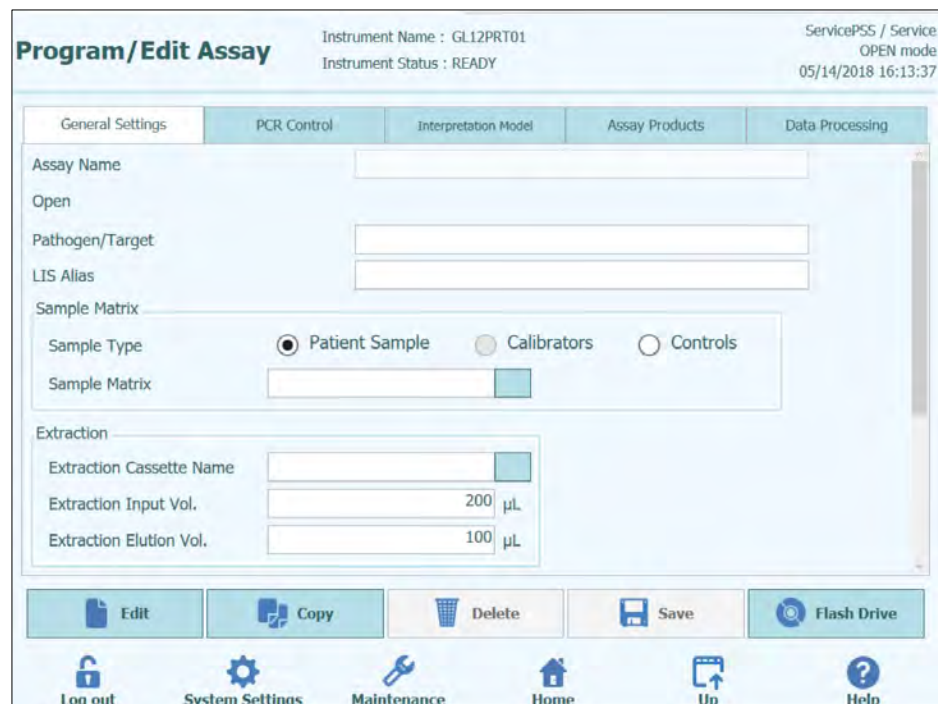 Program/Edit Assay
Instrument Name : GL12PRT01
Instrument Status : READY
ServicePSS / Service
OPEN mode
05/14/2018 16:13:37
General Settings PCR Control Interpretation Model Assay Products Data Processing
Assay Name
Open
Pathogen/Target
LIS Alias
Sample Matrix
Sample Type Patient Sample Calibrators Controls
Sample Matrix
Extraction
Extraction Cassette Name
Extraction Input Vol. 200 µL
Extraction Elution Vol. 100 µL
Edit Copy Delete Save Flash Drive
Log out System Settings Maintenance Home Up Help